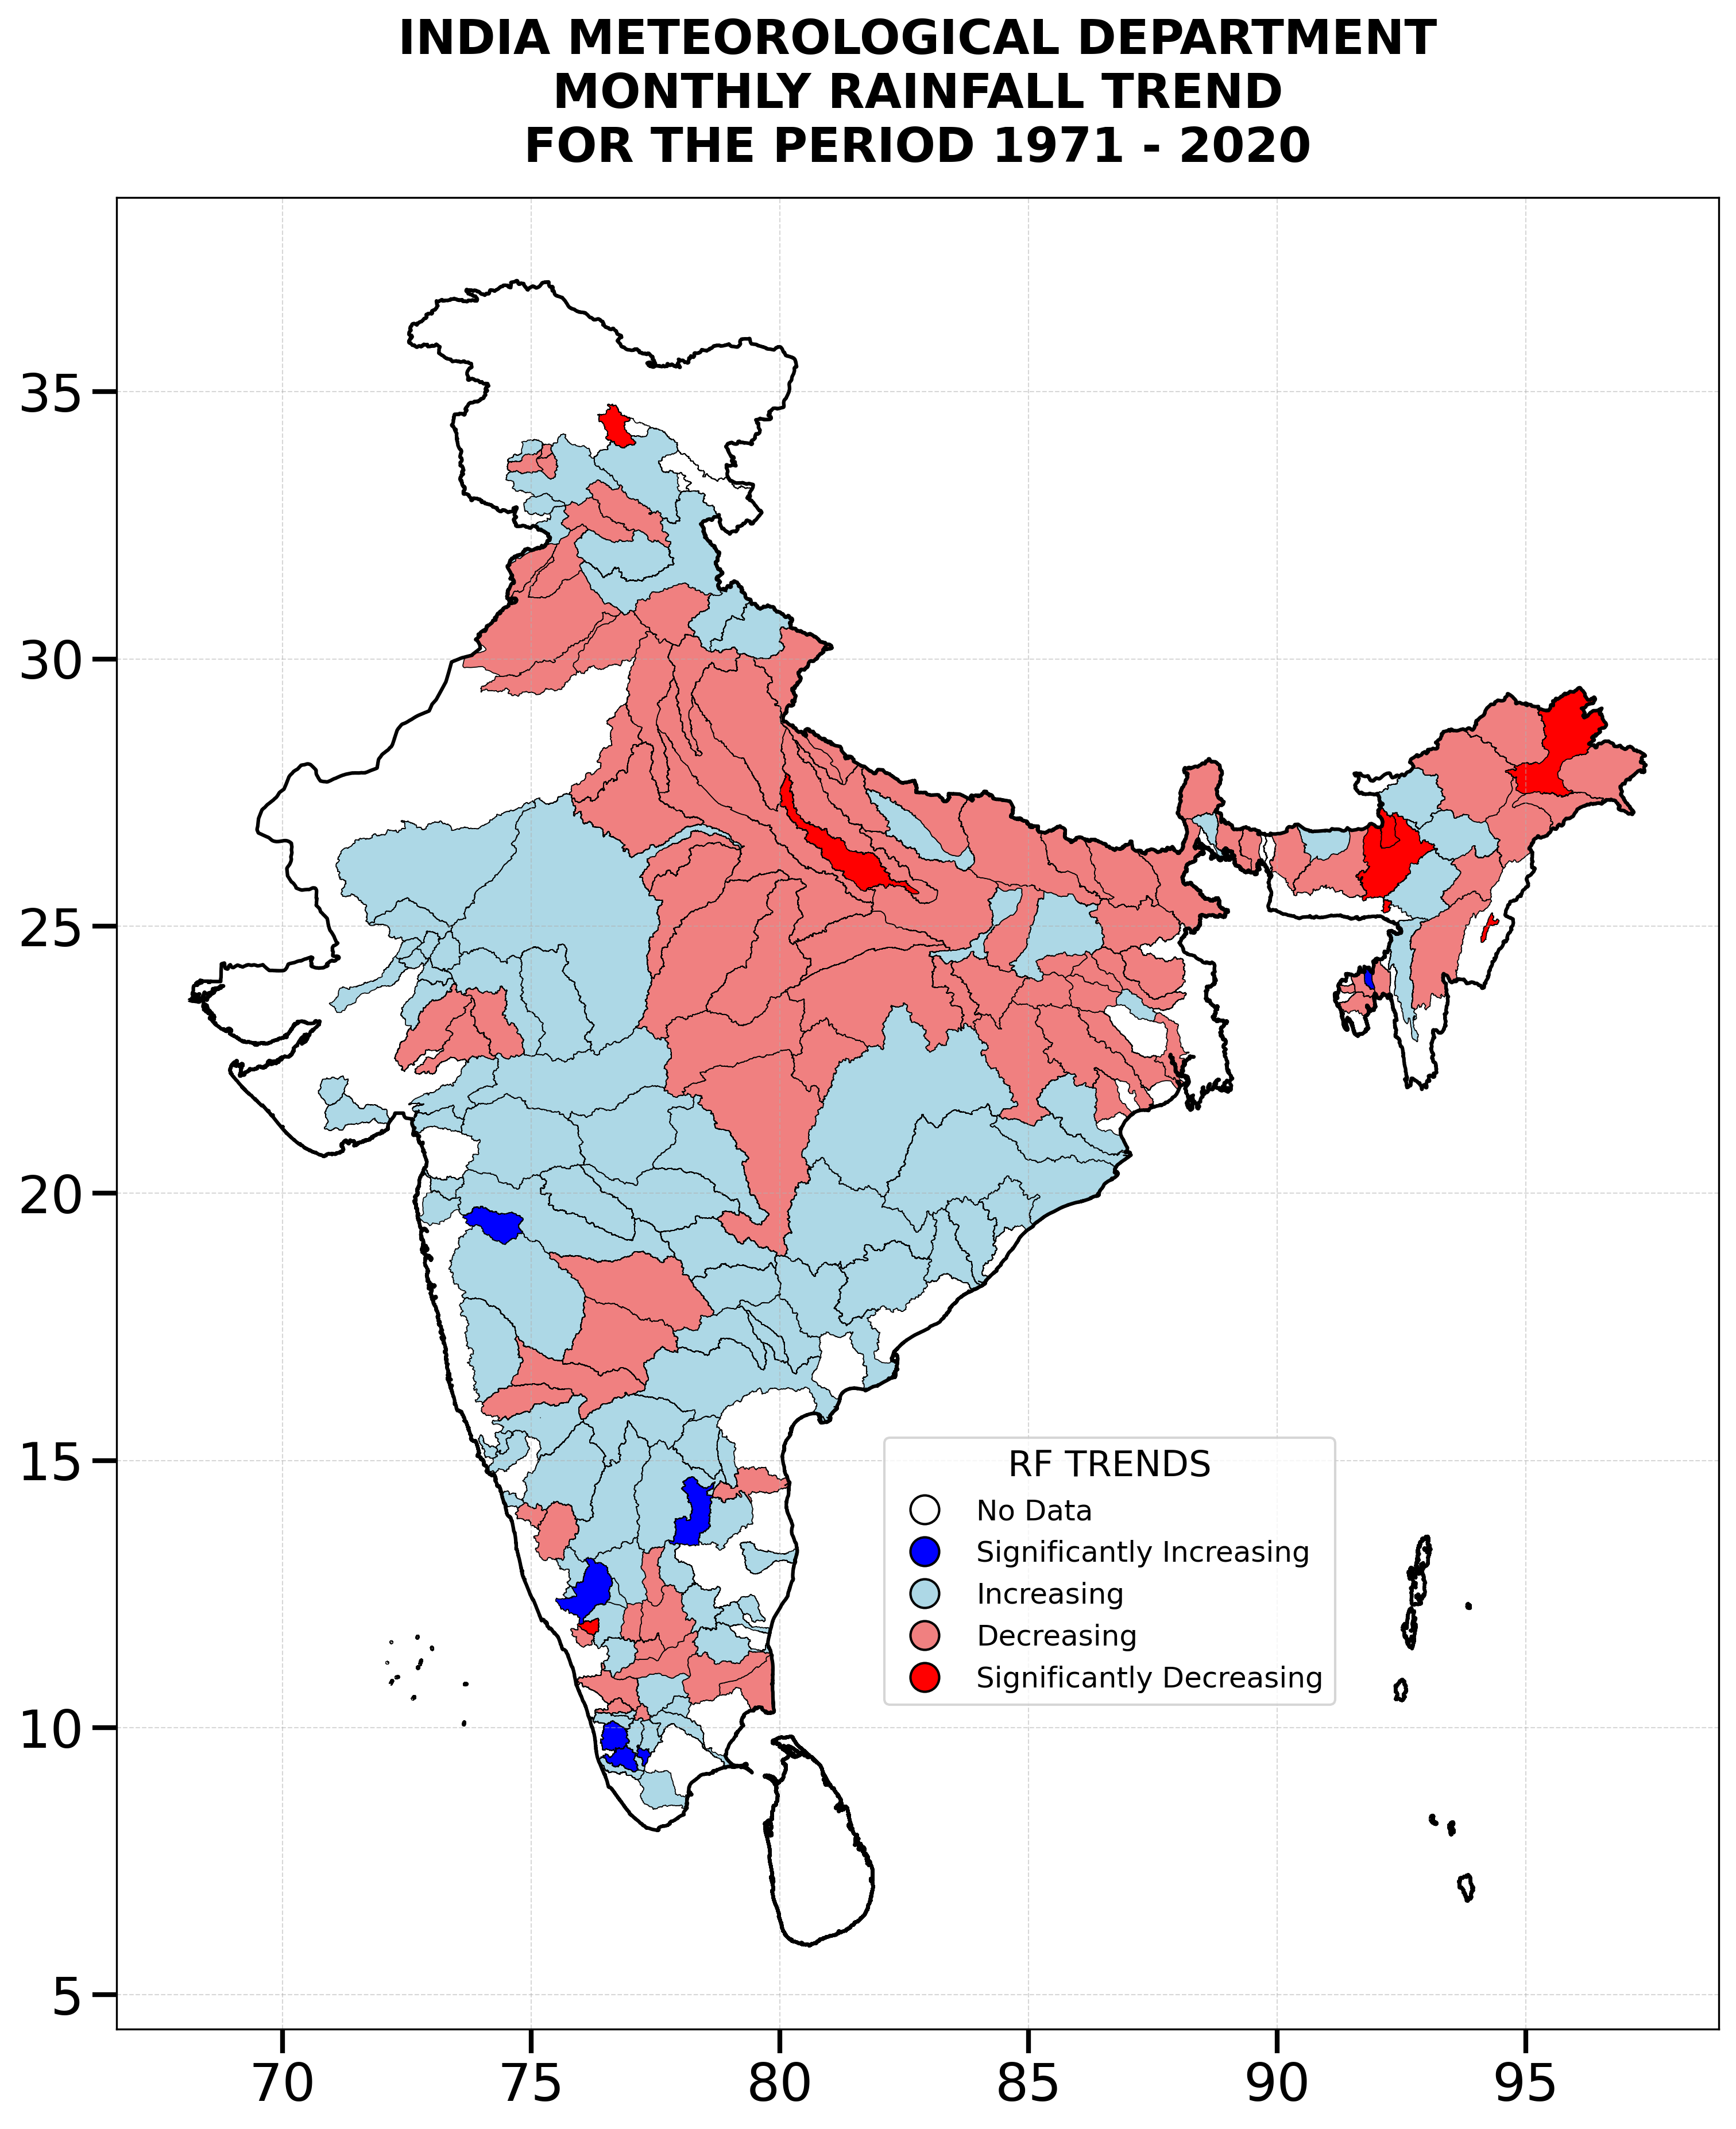 INDIA METEOROLOGICAL DEPARTMENT
MONTHLY RAINFALL TREND
FOR THE PERIOD 1971 - 2020
35
30
25
20
15
10
5
70 75 80 85 90 95
RF TRENDS
No Data
Significantly Increasing
Increasing
Decreasing
Significantly Decreasing